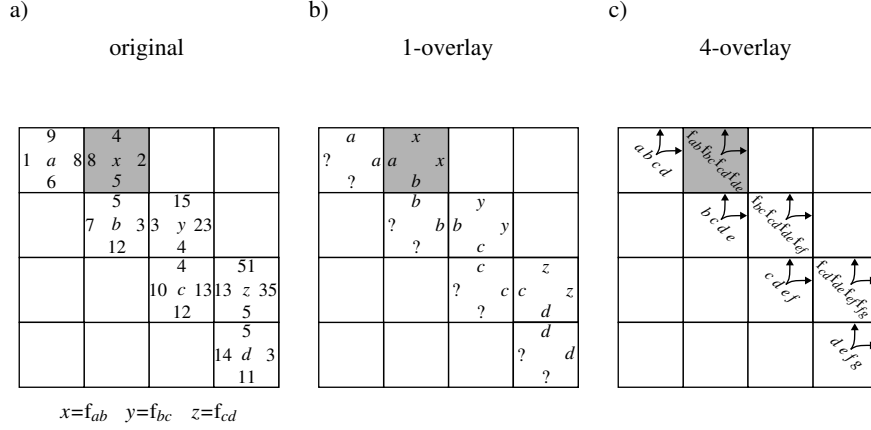 a) b) c)
original 1-overlay 4-overlay
9 4
1 a 8 8 x 2
6 5
5 15
7 b 3 3 y 23
12 4
4 51
10 c 13 13 z 35
12 5
5
14 d 3
11
x=f_ab y=f_bc z=f_cd
a x
? a a x
? b
b y
? b b y
? c
c z
? c c z
? d
d
? d
?
a b c d f_ab f_bc f_cd f_de
b c d e f_bc f_cd f_de f_ef
c d e f f_cd f_de f_ef f_fg
d e f g